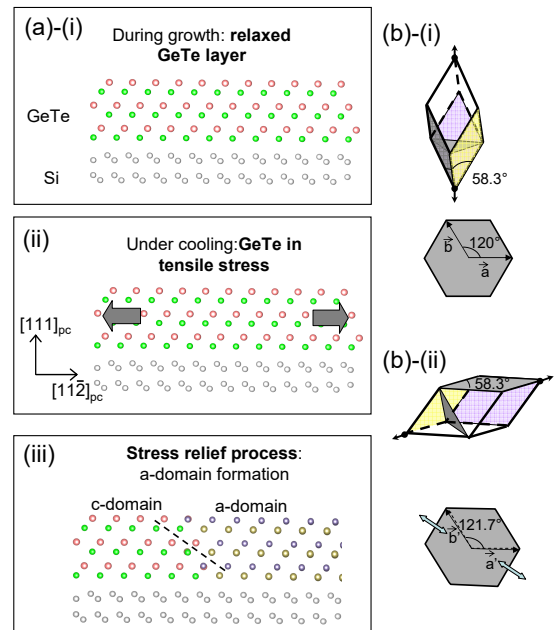 (a)-(i)
During growth: relaxed
GeTe layer
GeTe
Si
(ii)
Under cooling:GeTe in
tensile stress
[111]pc
[112̄]pc
(iii)
Stress relief process:
a-domain formation
c-domain
a-domain
(b)-(i)
58.3°
b
120°
a
(b)-(ii)
58.3°
121.7°
b'
a'